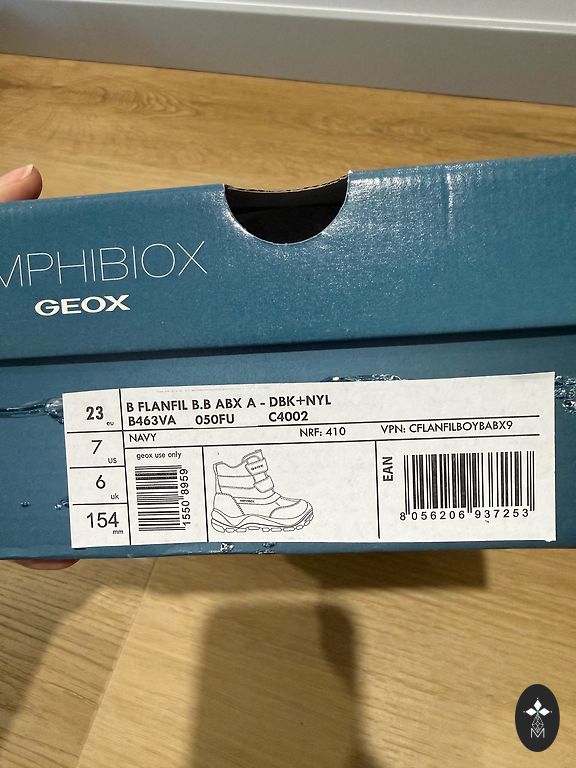 MPHIBIOX
GEOX
23 eu
B FLANFIL B.B ABX A - DBK+NYL
B463VA 050FU C4002
7 us
NAVY NRF: 410 VPN: CFLANFILBOYBABX9
6 uk
geox use only
1550 8959
GEOX
EAN
8 056206 937253
154 mm
M